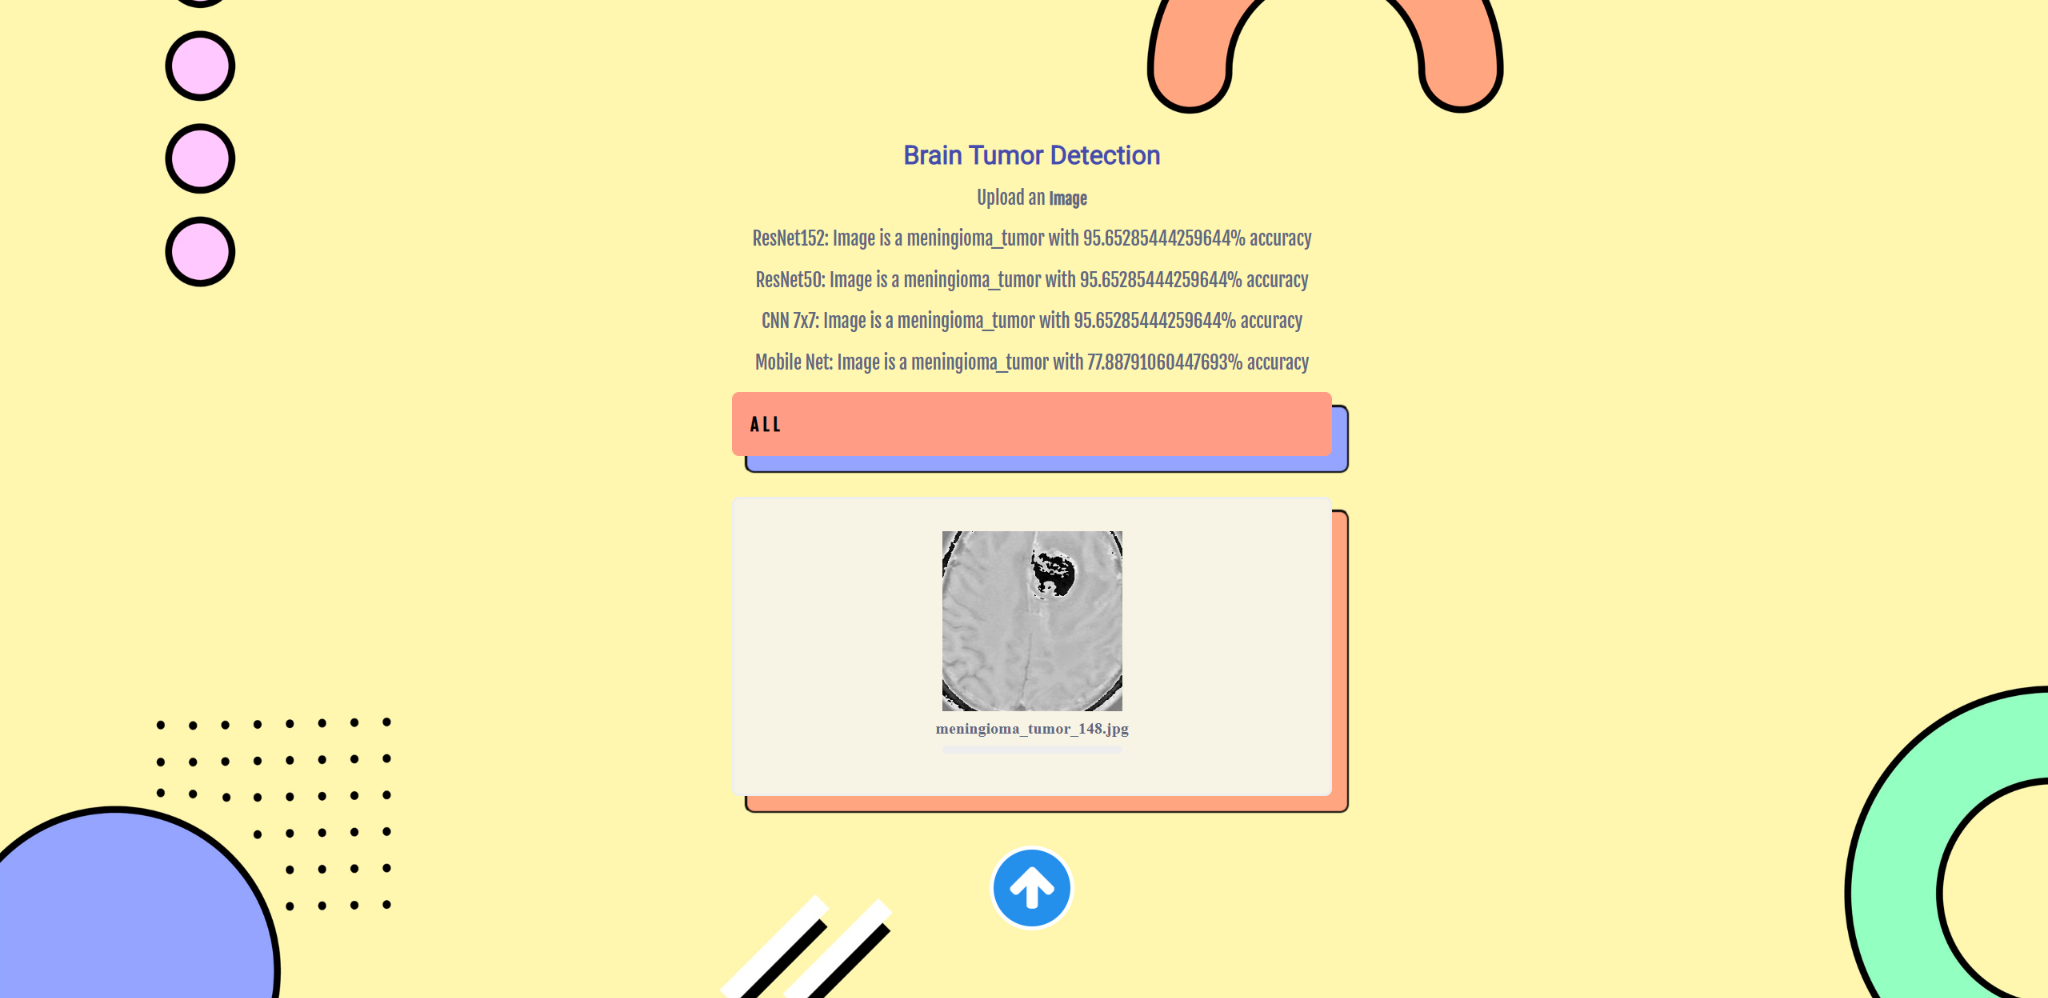 Brain Tumor Detection
Upload an Image
ResNet152: Image is a meningioma_tumor with 95.65285444259644% accuracy
ResNet50: Image is a meningioma_tumor with 95.65285444259644% accuracy
CNN 7x7: Image is a meningioma_tumor with 95.65285444259644% accuracy
Mobile Net: Image is a meningioma_tumor with 77.88791060447693% accuracy
ALL
meningioma_tumor_148.jpg